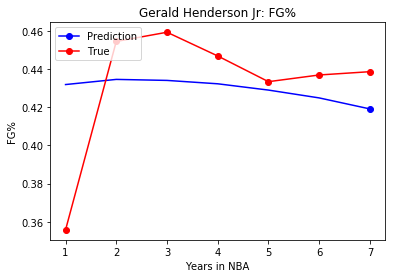 Gerald Henderson Jr: FG%
Prediction
True
0.46
0.44
0.42
0.40
0.38
0.36
FG%
1 2 3 4 5 6 7
Years in NBA